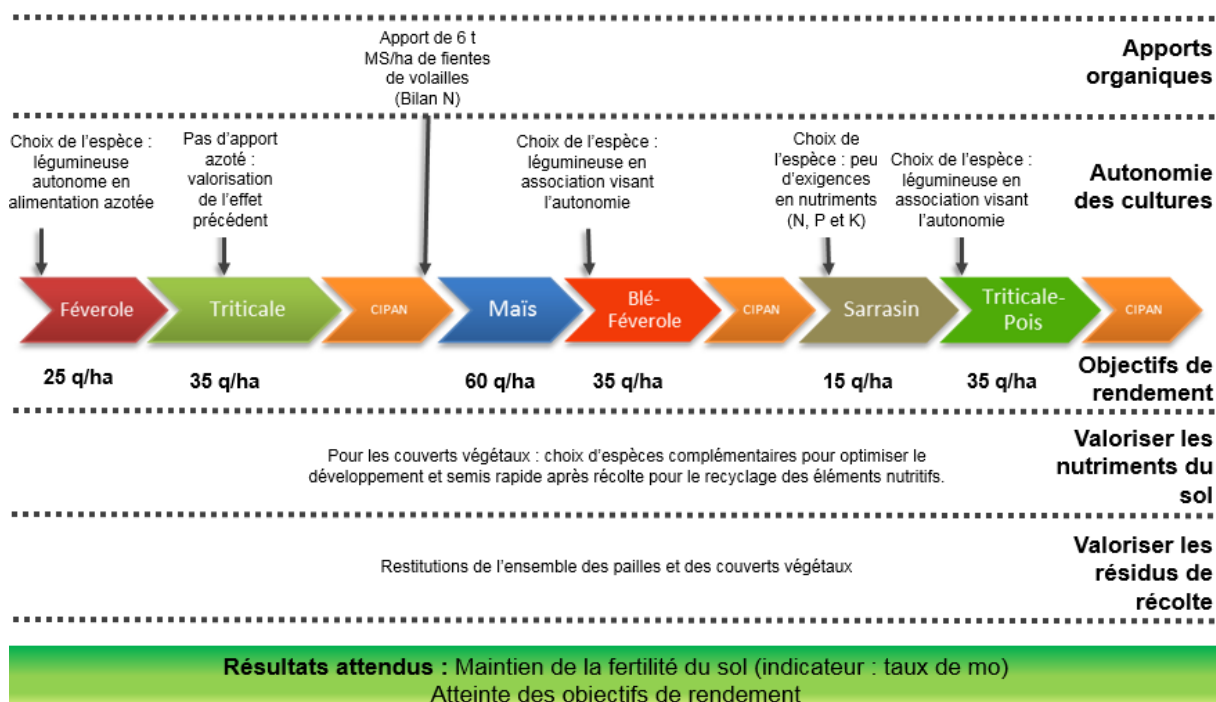 Apport de 6 t
MS/ha de fientes
de volailles
(Bilan N)
Apports
organiques
Choix de l'espèce :
légumineuse
autonome en
alimentation azotée
Pas d'apport
azoté :
valorisation
de l'effet
précédent
Choix de l'espèce :
légumineuse en
association visant
l'autonomie
Choix de
l'espèce : peu
d'exigences
en nutriments
(N, P et K)
Choix de l'espèce :
légumineuse en
association visant
l'autonomie
Autonomie
des cultures
Féverole
Triticale
CIPAN
Maïs
Blé-
Féverole
CIPAN
Sarrasin
Triticale-
Pois
CIPAN
25 q/ha
35 q/ha
60 q/ha
35 q/ha
15 q/ha
35 q/ha
Objectifs de
rendement
Pour les couverts végétaux : choix d'espèces complémentaires pour optimiser le
développement et semis rapide après récolte pour le recyclage des éléments nutritifs.
Valoriser les
nutriments du
sol
Restitutions de l'ensemble des pailles et des couverts végétaux
Valoriser les
résidus de
récolte
Résultats attendus : Maintien de la fertilité du sol (indicateur : taux de mo)
Atteinte des objectifs de rendement